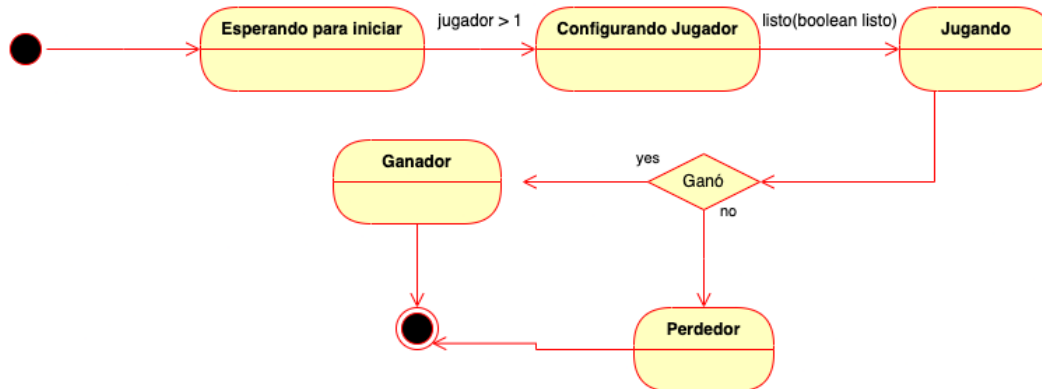 Esperando para iniciar
jugador > 1
Configurando Jugador
listo(boolean listo)
Jugando
Ganador
yes
Ganó
no
Perdedor